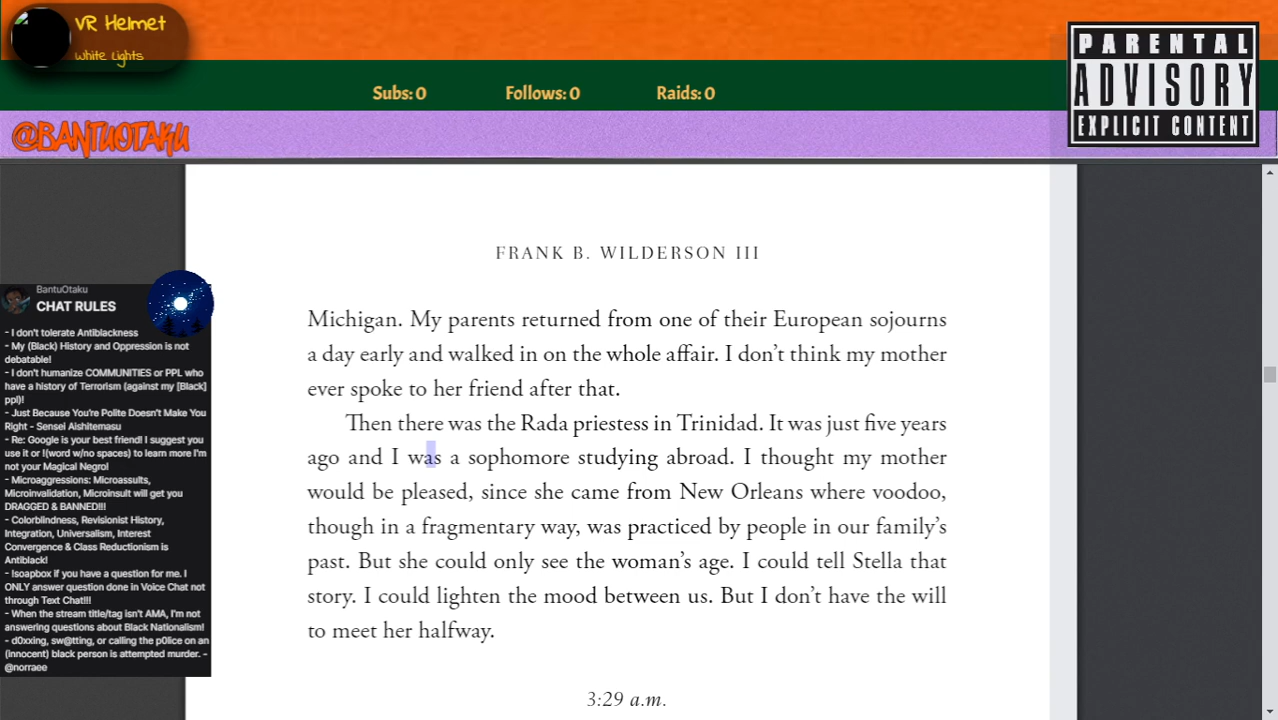 VR Helmet
White Lights
PARENTAL
ADVISORY
EXPLICIT CONTENT
Subs: 0 Follows: 0 Raids: 0
@BANTUOTAKU
FRANK B. WILDERSON III
Michigan. My parents returned from one of their European sojourns
a day early and walked in on the whole affair. I don't think my mother
ever spoke to her friend after that.
Then there was the Rada priestess in Trinidad. It was just five years
ago and I was a sophomore studying abroad. I thought my mother
would be pleased, since she came from New Orleans where voodoo,
though in a fragmentary way, was practiced by people in our family's
past. But she could only see the woman's age. I could tell Stella that
story. I could lighten the mood between us. But I don't have the will
to meet her halfway.
3:29 a.m.
BantuOtaku
CHAT RULES
- I don't tolerate Antiblackness
- My (Black) History and Oppression is not
debatable!
- I don't humanize COMMUNITIES or PPL who
have a history of Terrorism (against my [Black]
ppl)!
- Just Because You're Polite Doesn't Make You
Right - Sensei Aishitemasu
- Re: Google is your best friend! I suggest you
use it or !(word w/no spaces) to learn more I'm
not your Magical Negro!
- Microaggressions: Microassults,
Microinvalidation, Microinsult will get you
DRAGGED & BANNED!!!
- Colorblindness, Revisionist History,
Integration, Universalism, Interest
Convergence & Class Reductionism is
Antiblack!
- !soapbox if you have a question for me. I
ONLY answer question done in Voice Chat not
through Text Chat!!!
- When the stream title/tag isn't AMA, I'm not
answering questions about Black Nationalism!
- d0xxing, sw@tting, or calling the p0lice on an
(innocent) black person is attempted murder. -
@norraee